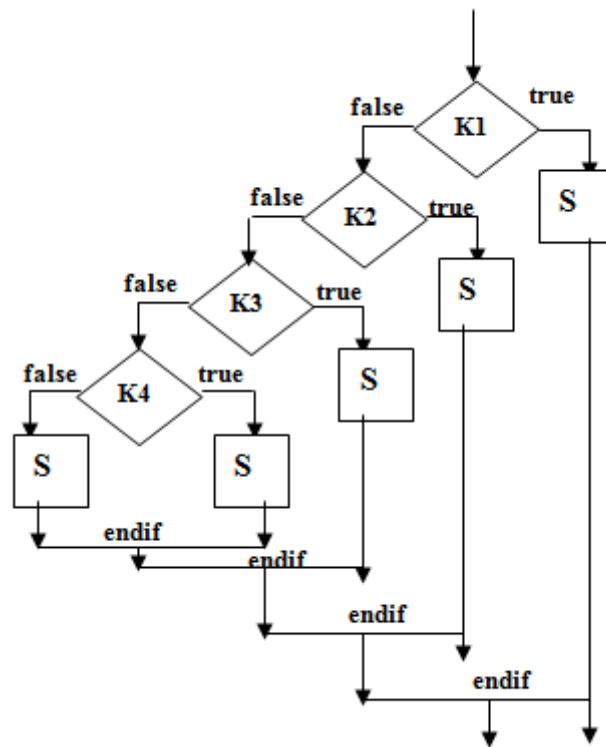 false true
K1
false true
K2
S
false true
K3
S
false true
K4
S
S S
endif
endif
endif
endif